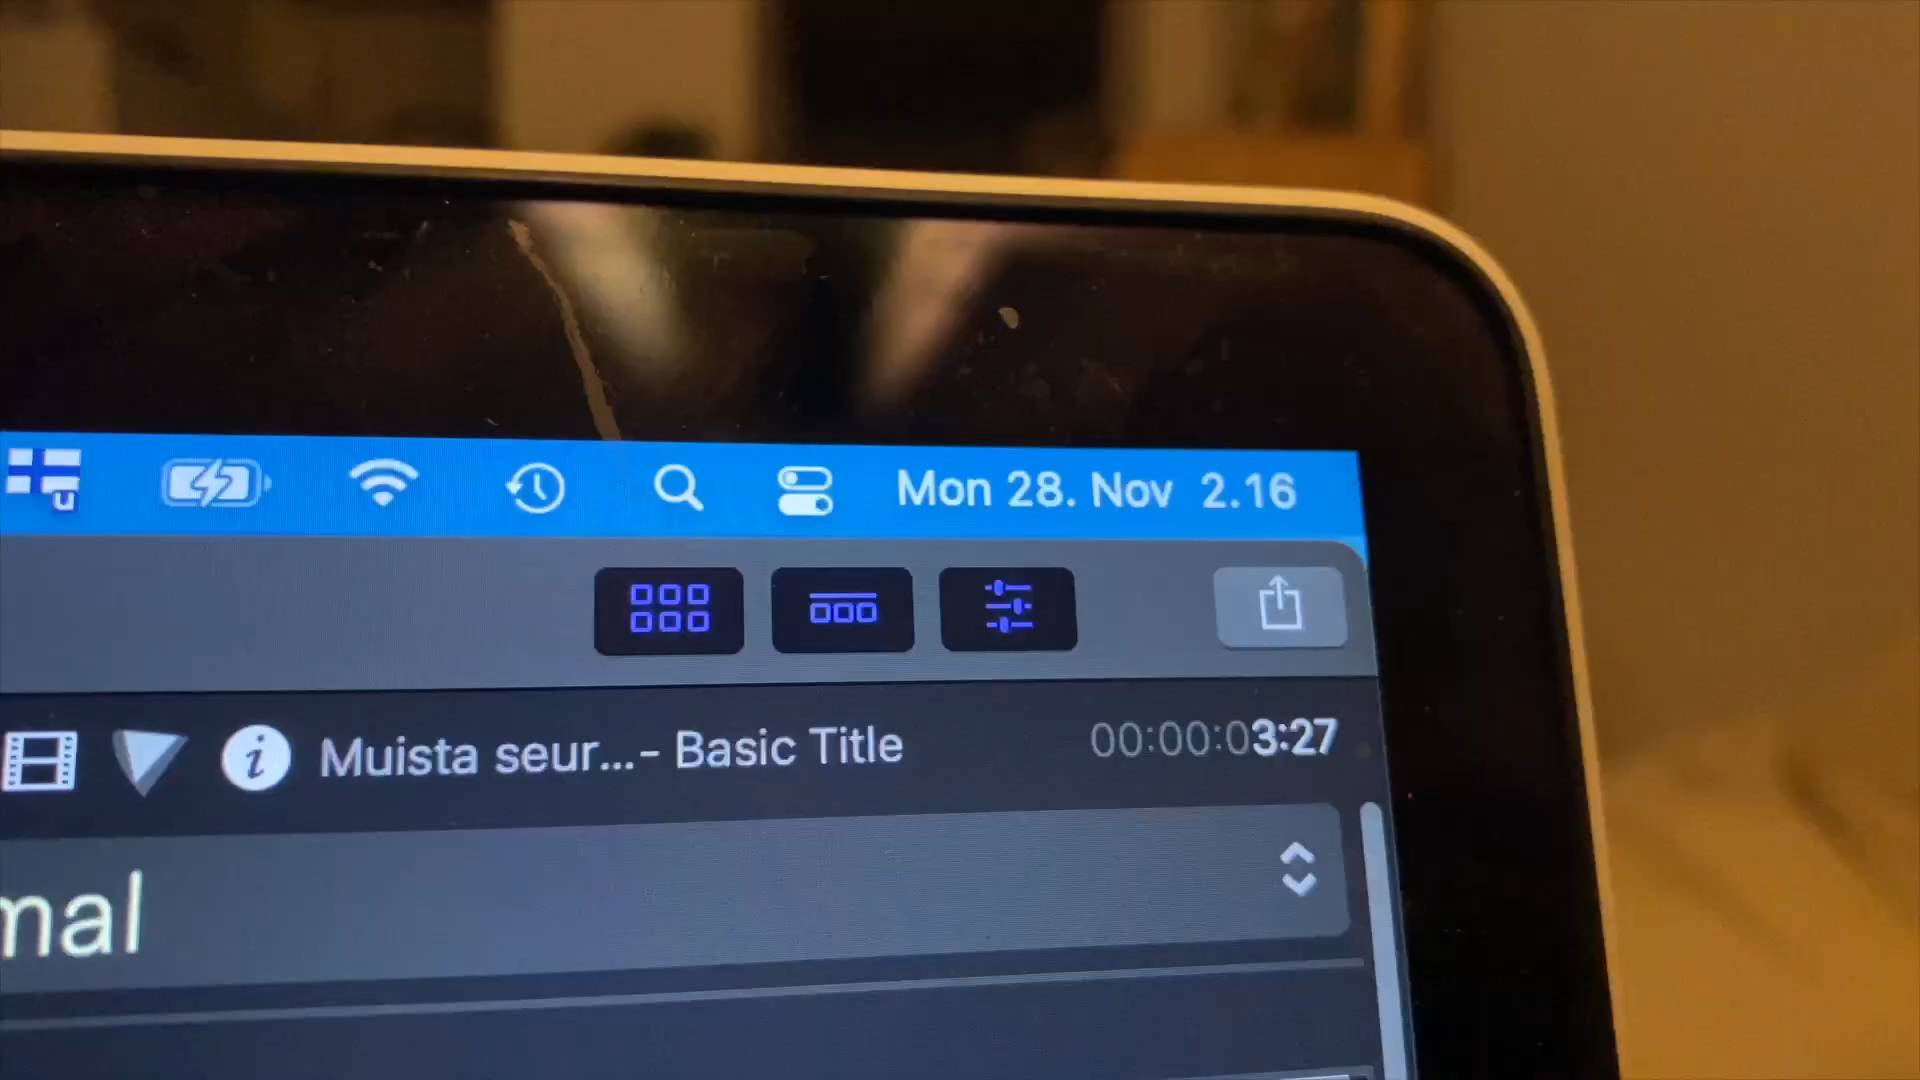 U
Mon 28. Nov 2.16
Muista seur...- Basic Title 00:00:03:27
mal